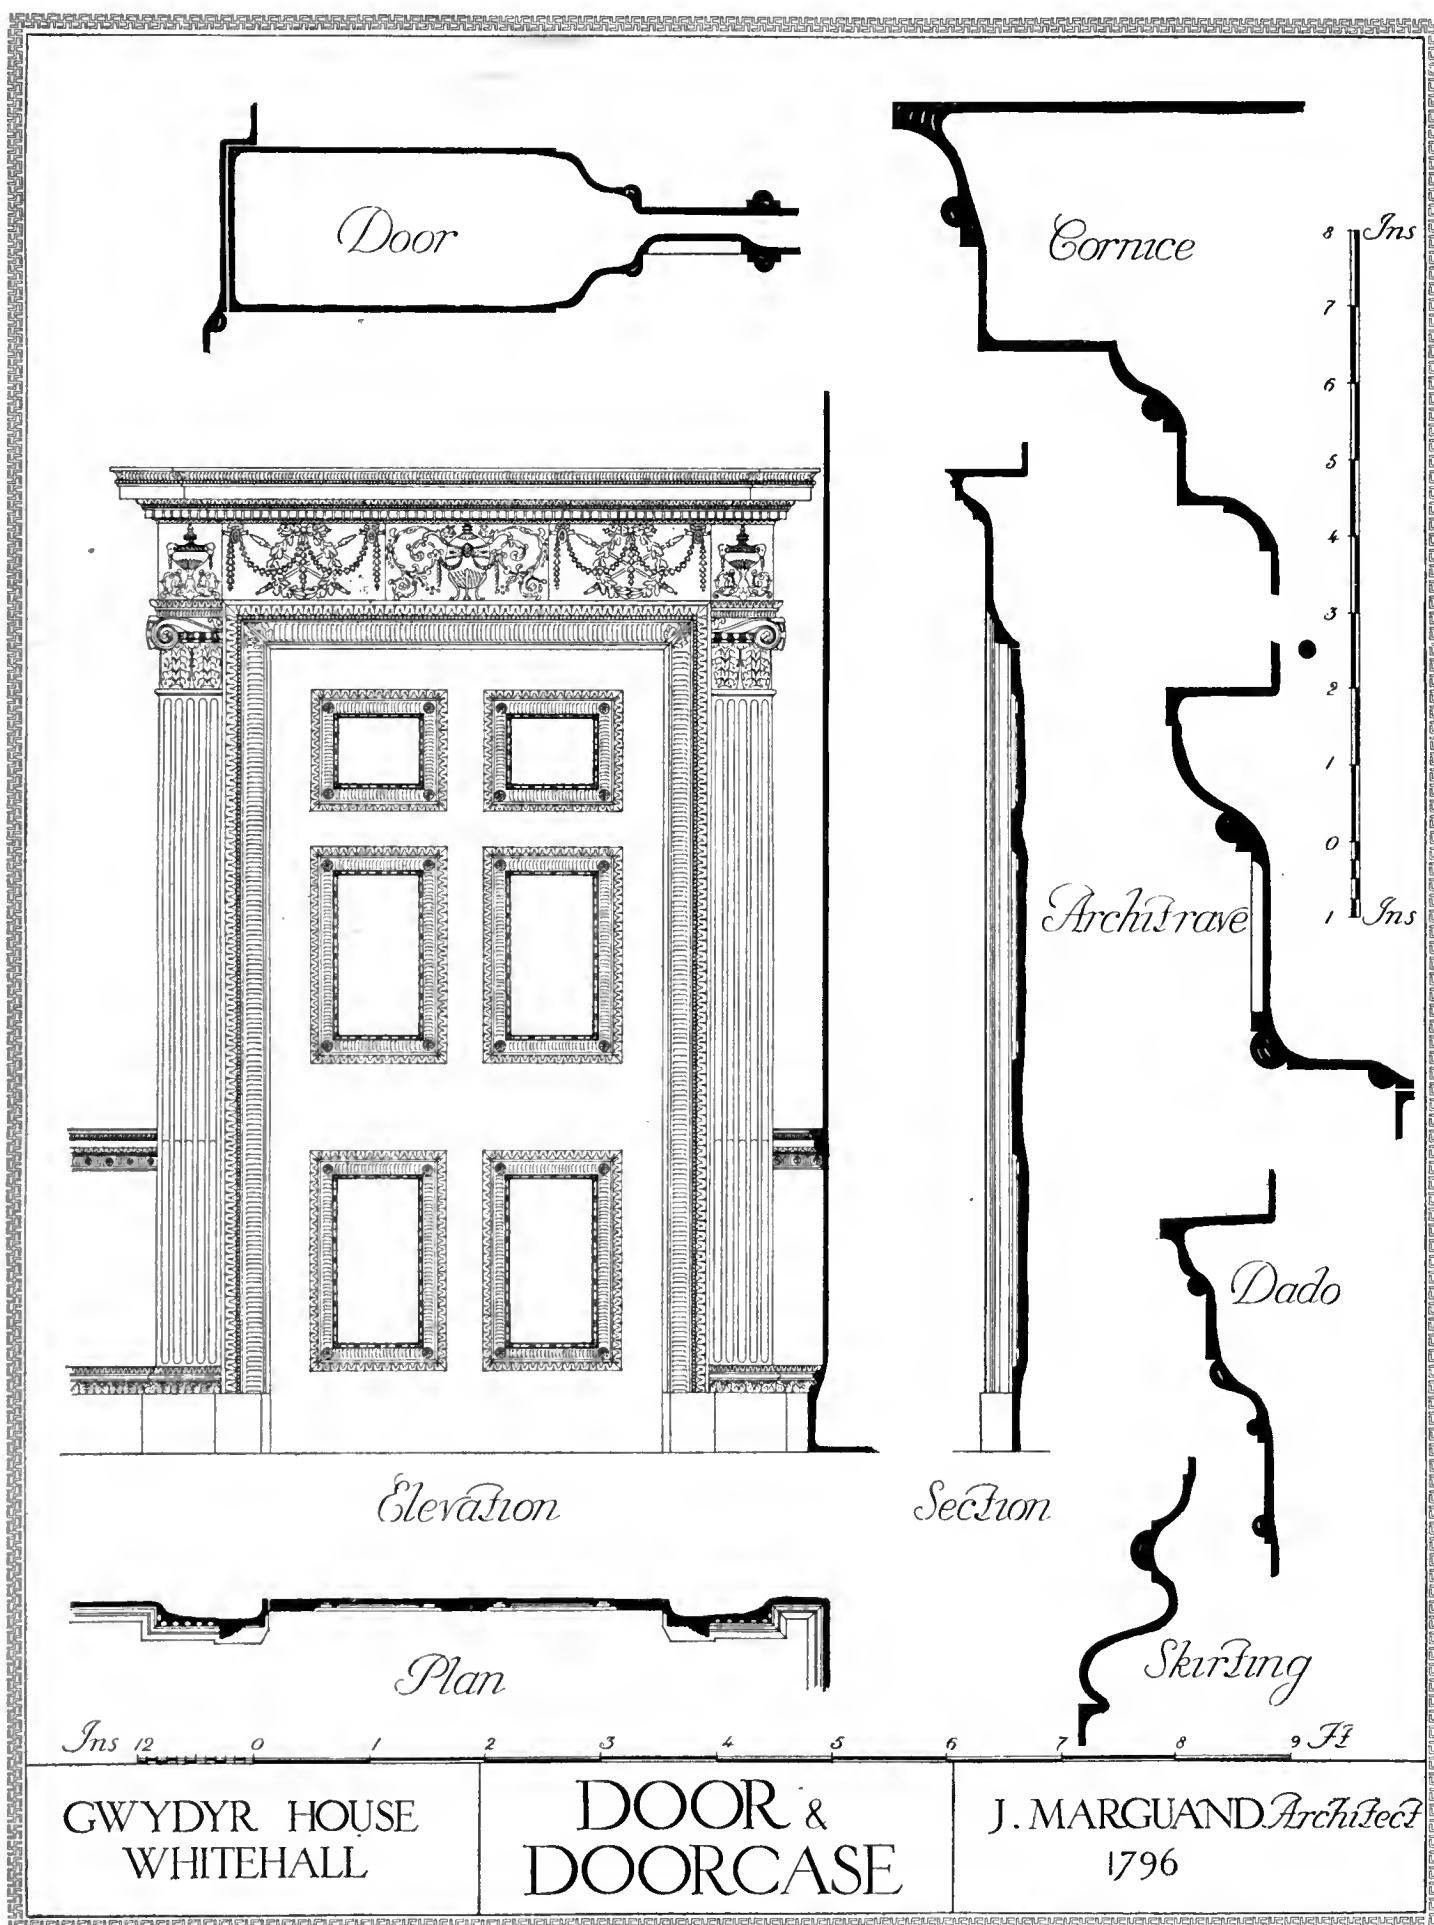 Door
Cornice
8 Ins
7
6
5
4
3
2
1
0
1 Ins
Architrave
Dado
Elevation
Section
Skirting
Plan
Ins 12 0 1 2 3 4 5 6 7 8 9 Ft
GWYDYR HOUSE
WHITEHALL
DOOR &
DOORCASE
J. MARGUAND Architect
1796